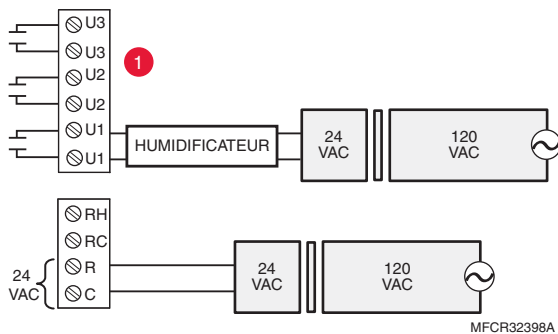 U3
U3
U2
U2
U1
U1
1
HUMIDIFICATEUR
24
VAC
120
VAC
RH
RC
R
C
24
VAC
24
VAC
120
VAC
MFCR32398A